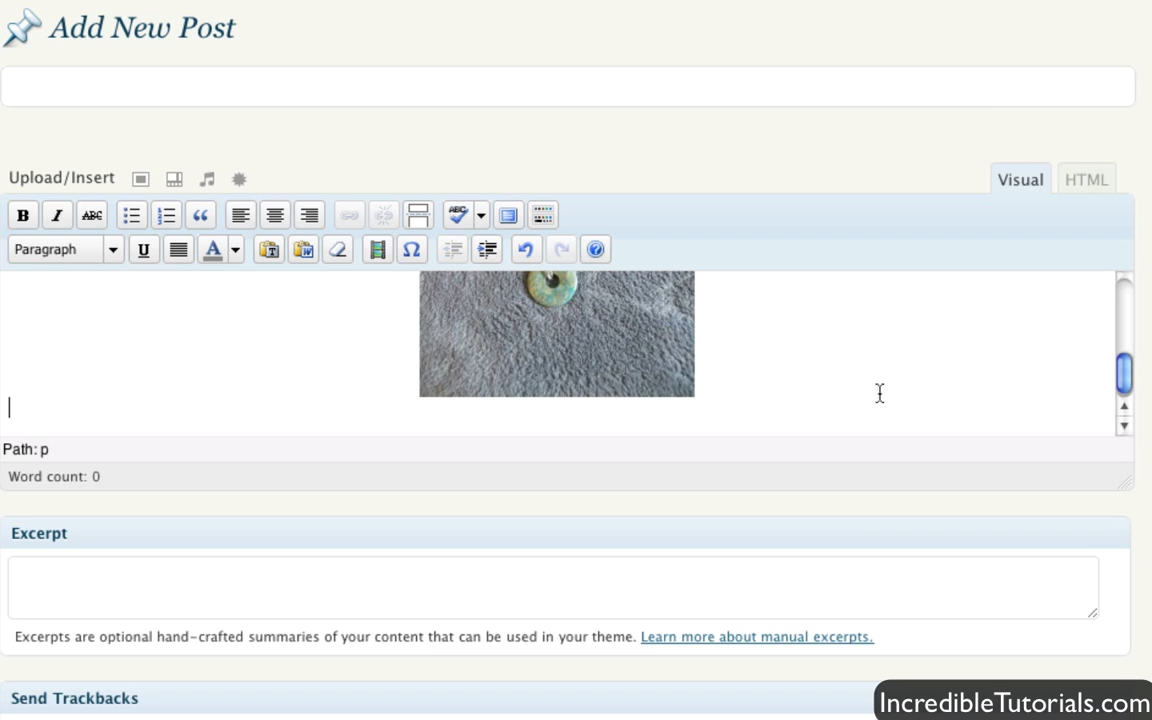 Add New Post
Upload/Insert
Visual
HTML
B I ABC
ABC
Paragraph
U A T W Ω ?
Path: p
Word count: 0
Excerpt
Excerpts are optional hand-crafted summaries of your content that can be used in your theme. Learn more about manual excerpts.
Send Trackbacks
IncredibleTutorials.com